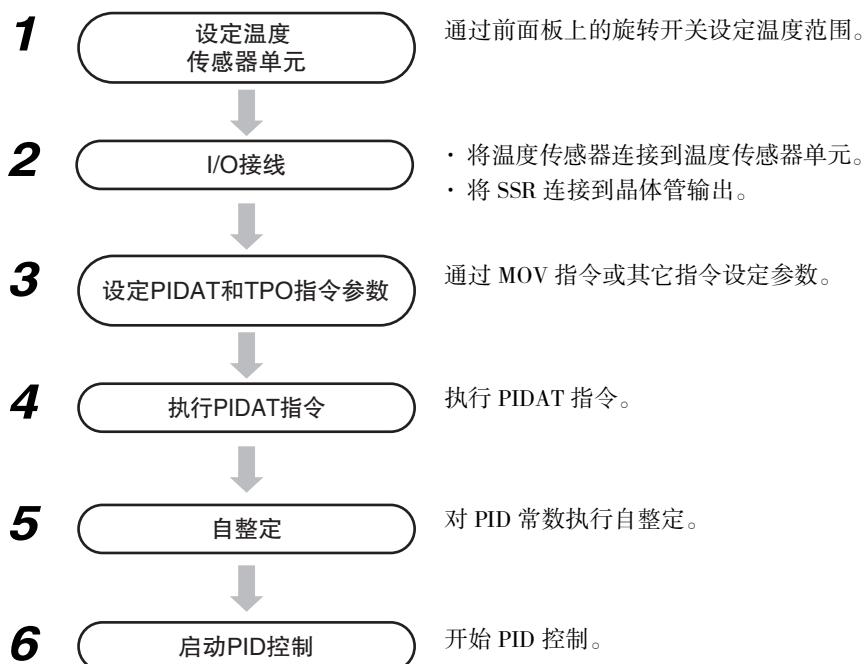 1
设定温度
传感器单元
通过前面板上的旋转开关设定温度范围。
2
I/O接线
· 将温度传感器连接到温度传感器单元。
· 将 SSR 连接到晶体管输出。
3
设定PIDAT和TPO指令参数
通过 MOV 指令或其它指令设定参数。
4
执行PIDAT指令
执行 PIDAT 指令。
5
自整定
对 PID 常数执行自整定。
6
启动PID控制
开始 PID 控制。